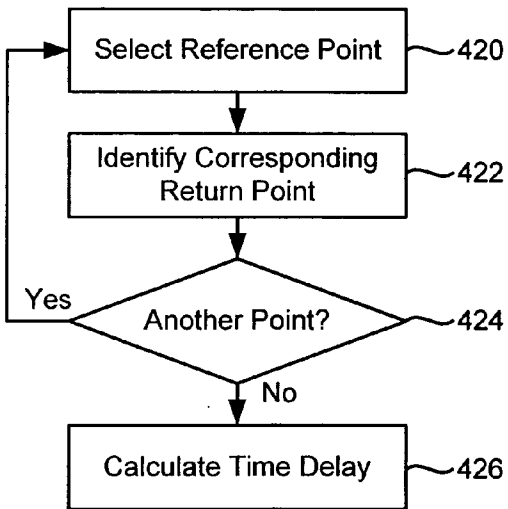 Select Reference Point
420
Identify Corresponding
Return Point
422
Yes
Another Point?
424
No
Calculate Time Delay
426